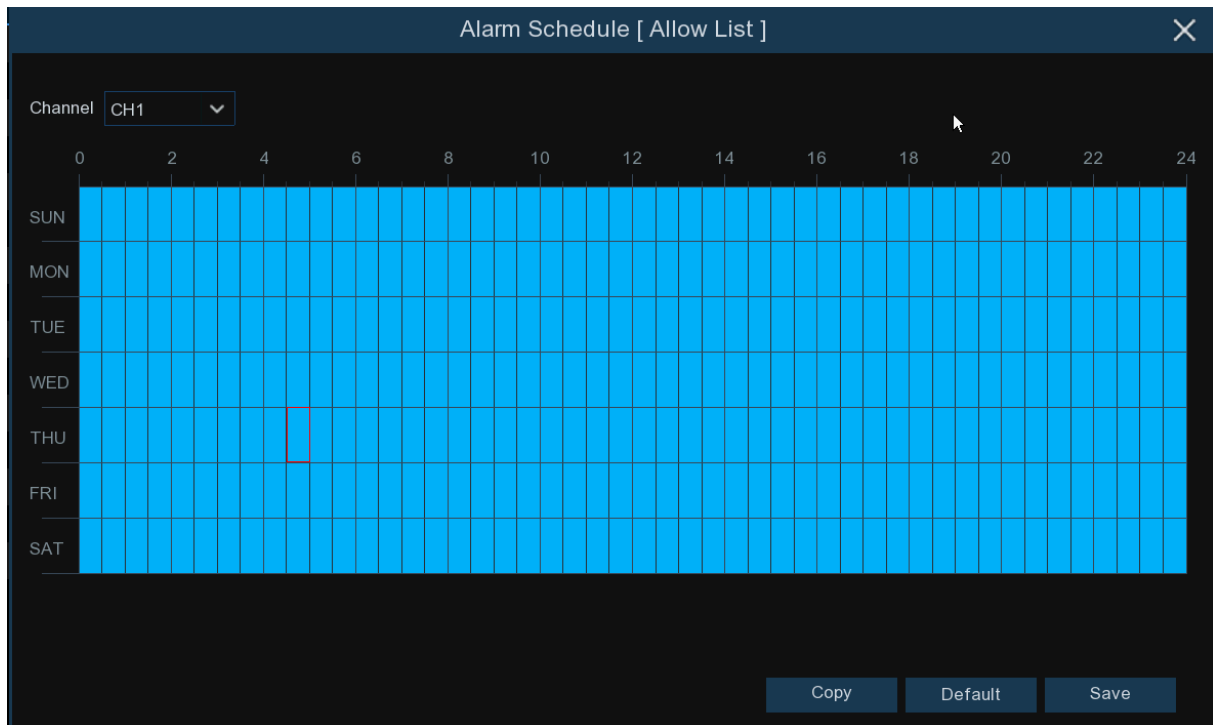 Alarm Schedule [ Allow List ]
Channel CH1
0 2 4 6 8 10 12 14 16 18 20 22 24
SUN
MON
TUE
WED
THU
FRI
SAT
Copy Default Save